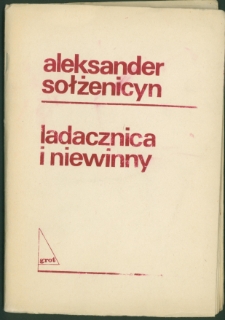 aleksander
sołżenicyn
ladacznica
i niewinny
grot